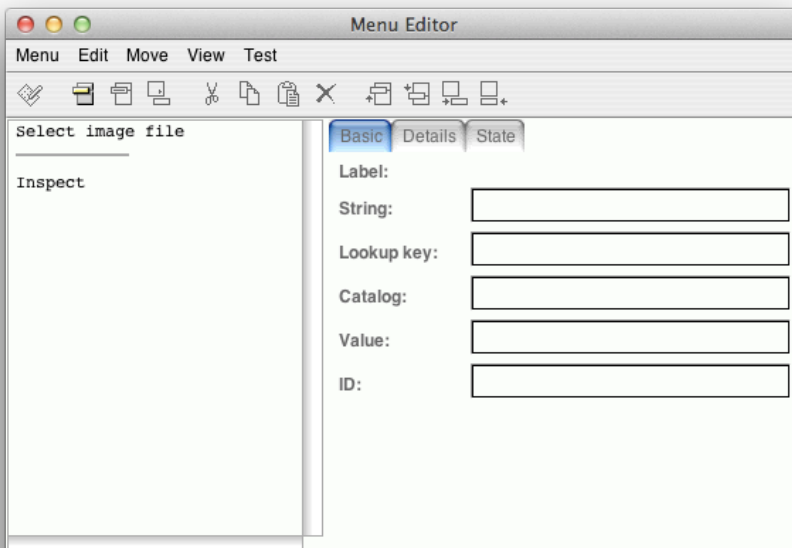 Menu Editor
Menu Edit Move View Test
Select image file
Inspect
Basic Details State
Label:
String:
Lookup key:
Catalog:
Value:
ID: